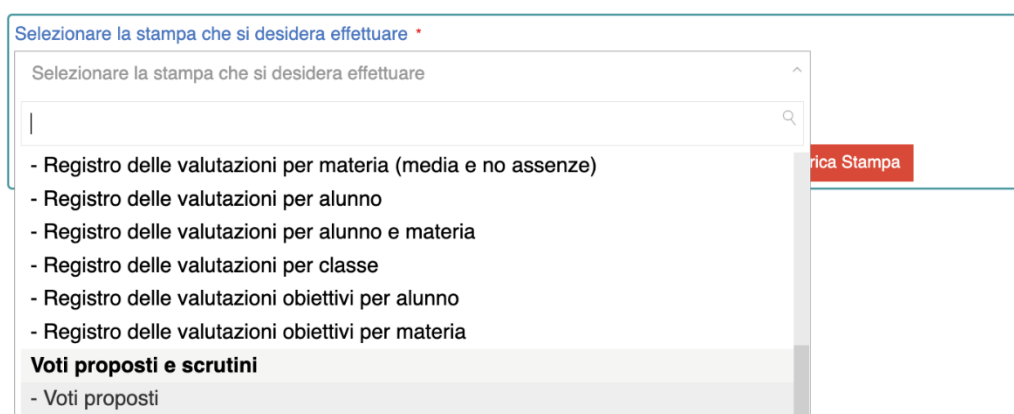 Selezionare la stampa che si desidera effettuare *
Selezionare la stampa che si desidera effettuare
- Registro delle valutazioni per materia (media e no assenze)
rica Stampa
- Registro delle valutazioni per alunno
- Registro delle valutazioni per alunno e materia
- Registro delle valutazioni per classe
- Registro delle valutazioni obiettivi per alunno
- Registro delle valutazioni obiettivi per materia
Voti proposti e scrutini
- Voti proposti